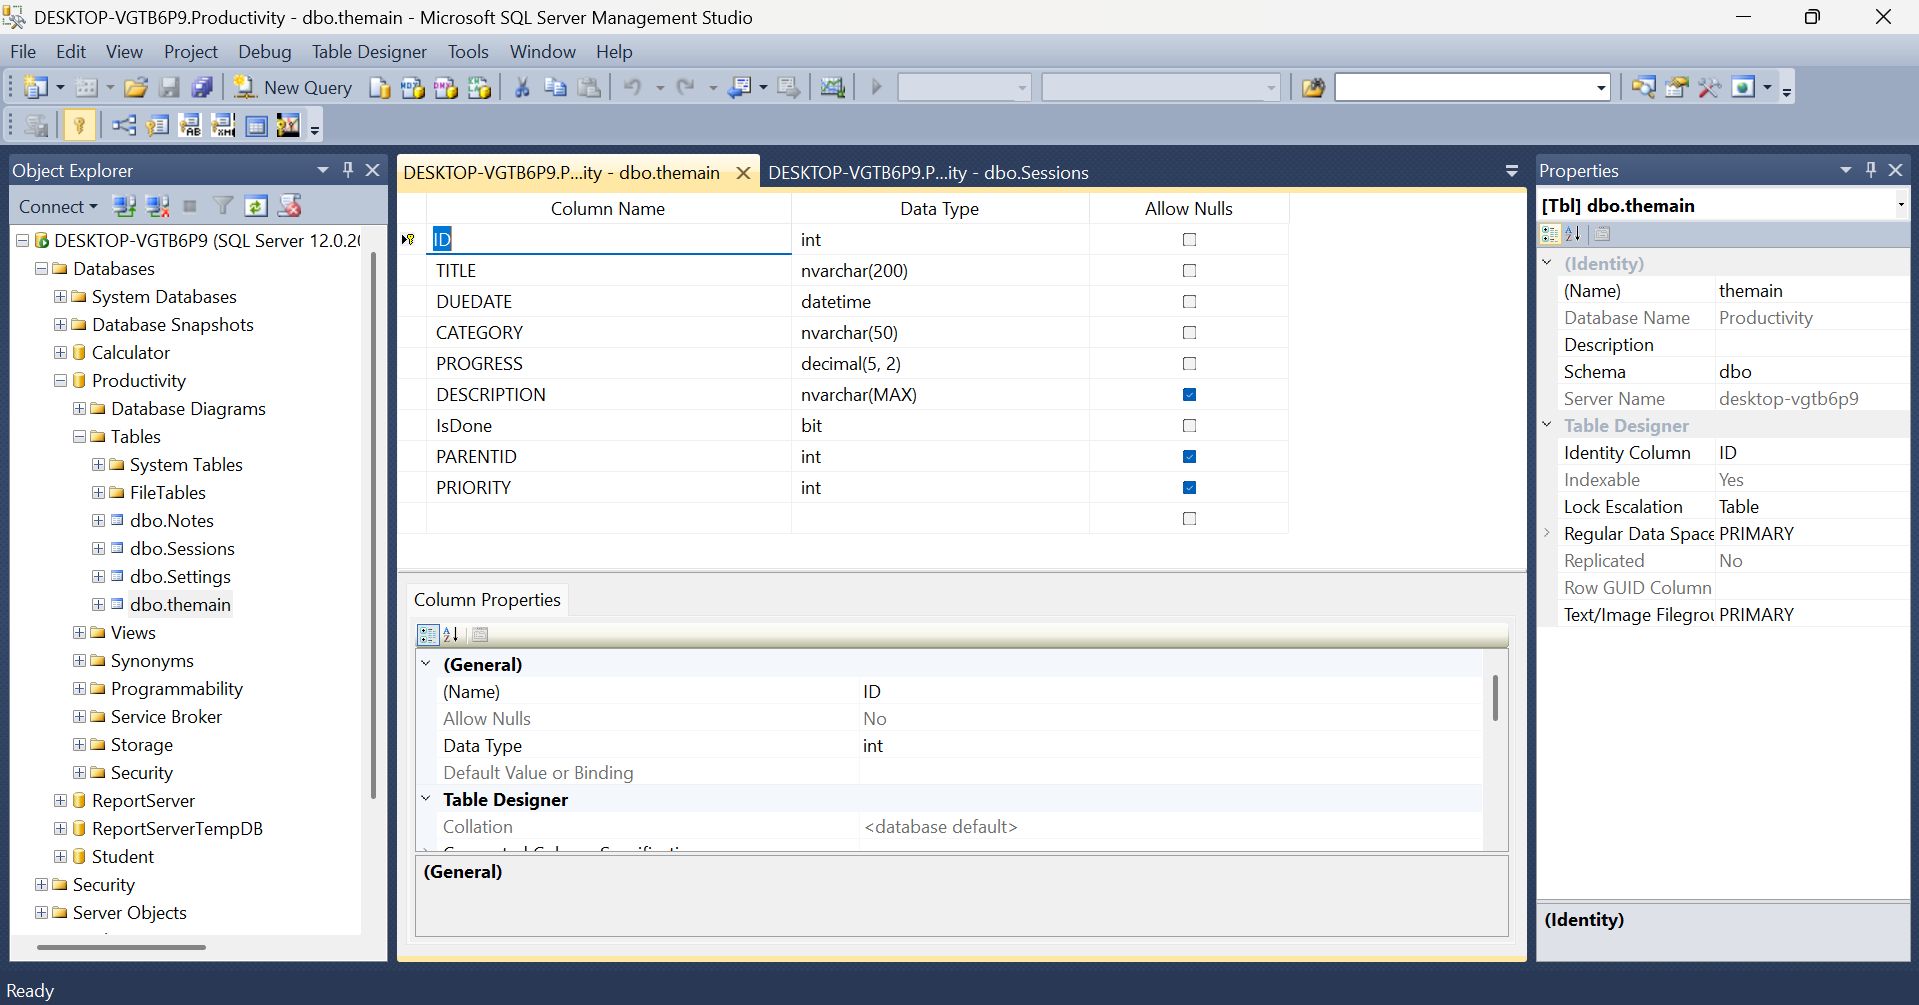 DESKTOP-VGTB6P9.Productivity - dbo.themain - Microsoft SQL Server Management Studio
File Edit View Project Debug Table Designer Tools Window Help
New Query
Object Explorer
Connect
DESKTOP-VGTB6P9 (SQL Server 12.0.20
Databases
System Databases
Database Snapshots
Calculator
Productivity
Database Diagrams
Tables
System Tables
FileTables
dbo.Notes
dbo.Sessions
dbo.Settings
dbo.themain
Views
Synonyms
Programmability
Service Broker
Storage
Security
ReportServer
ReportServerTempDB
Student
Security
Server Objects
DESKTOP-VGTB6P9.P...ity - dbo.themain DESKTOP-VGTB6P9.P...ity - dbo.Sessions
Column Name Data Type Allow Nulls
ID int
TITLE nvarchar(200)
DUEDATE datetime
CATEGORY nvarchar(50)
PROGRESS decimal(5, 2)
DESCRIPTION nvarchar(MAX)
IsDone bit
PARENTID int
PRIORITY int
Column Properties
(General)
(Name) ID
Allow Nulls No
Data Type int
Default Value or Binding
Table Designer
Collation <database default>
(General)
Properties
[Tbl] dbo.themain
(Identity)
(Name) themain
Database Name Productivity
Description
Schema dbo
Server Name desktop-vgtb6p9
Table Designer
Identity Column ID
Indexable Yes
Lock Escalation Table
Regular Data Space PRIMARY
Replicated No
Row GUID Column
Text/Image Filegrou PRIMARY
(Identity)
Ready